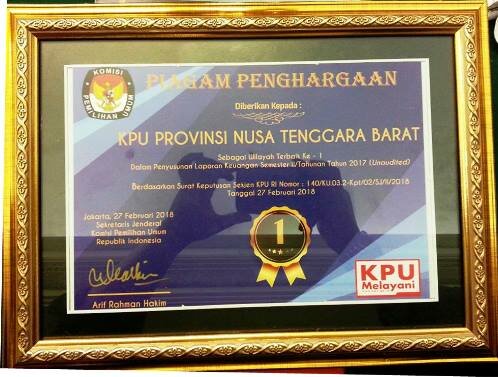 KOMISI
PEMILIHAN UMUM
PIAGAM PENGHARGAAN
Diberikan Kepada :
KPU PROVINSI NUSA TENGGARA BARAT
Sebagai Wilayah Terbaik Ke - 1
Dalam Penyusunan Laporan Keuangan Semester II/Tahunan Tahun 2017 (Unaudited)
Berdasarkan Surat Keputusan Sekjen KPU RI Nomor : 140/KU.03.2-Kpt/02/SJ/II/2018
Tanggal 27 Februari 2018
Jakarta, 27 Februari 2018
Sekretaris Jenderal
Komisi Pemilihan Umum
Republik Indonesia
1
Arif Rahman Hakim
KPU
Melayani